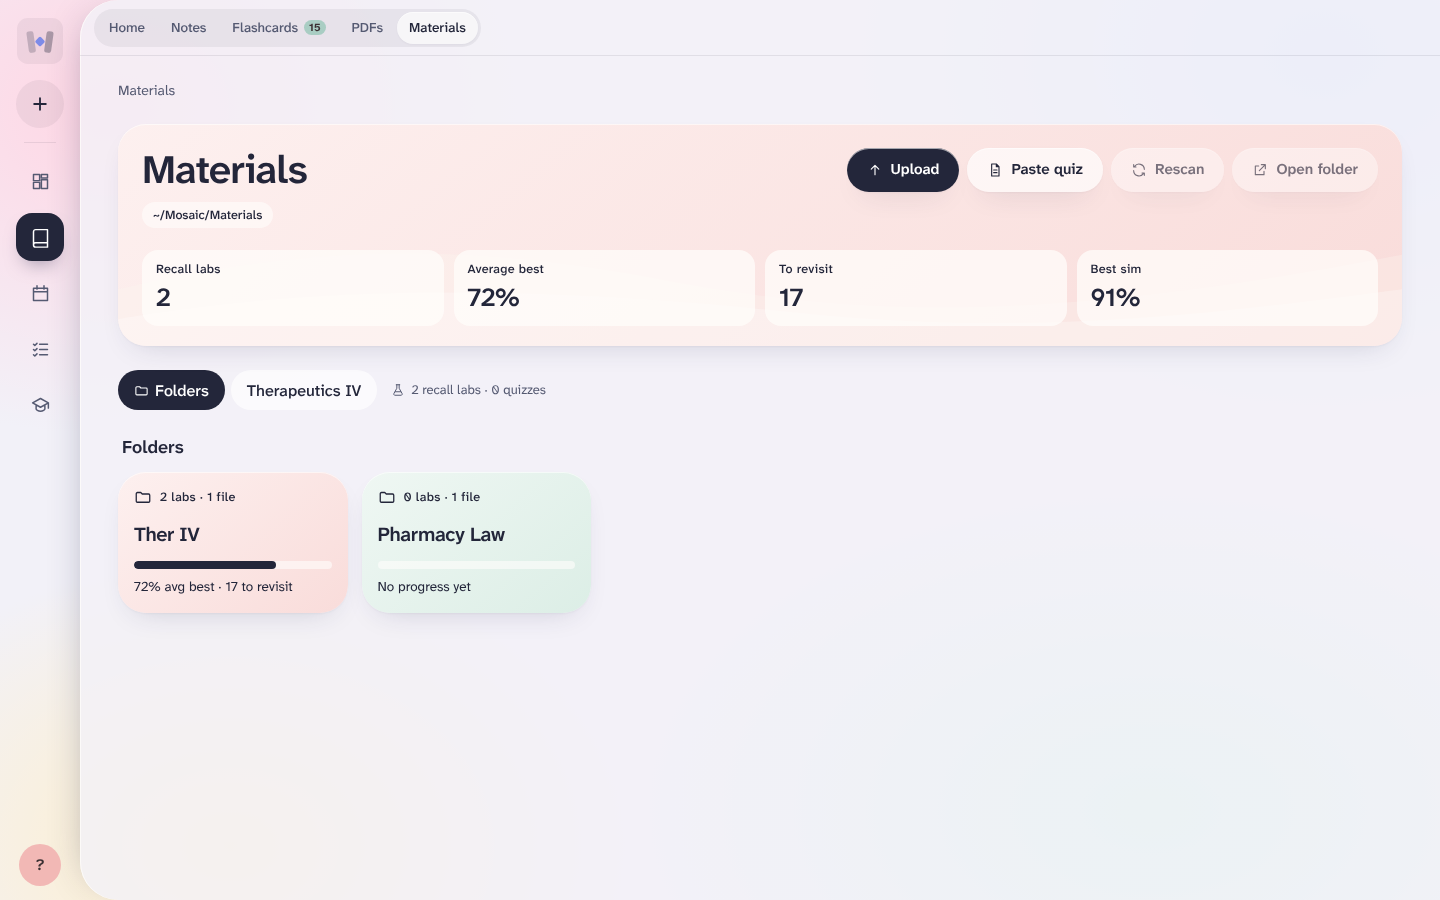 Home Notes Flashcards 15 PDFs Materials
Materials
Materials
Upload Paste quiz Rescan Open folder
~/Mosaic/Materials
Recall labs Average best To revisit Best sim
2 72% 17 91%
Folders Therapeutics IV 2 recall labs · 0 quizzes
Folders
2 labs · 1 file 0 labs · 1 file
Ther IV Pharmacy Law
72% avg best · 17 to revisit No progress yet
?